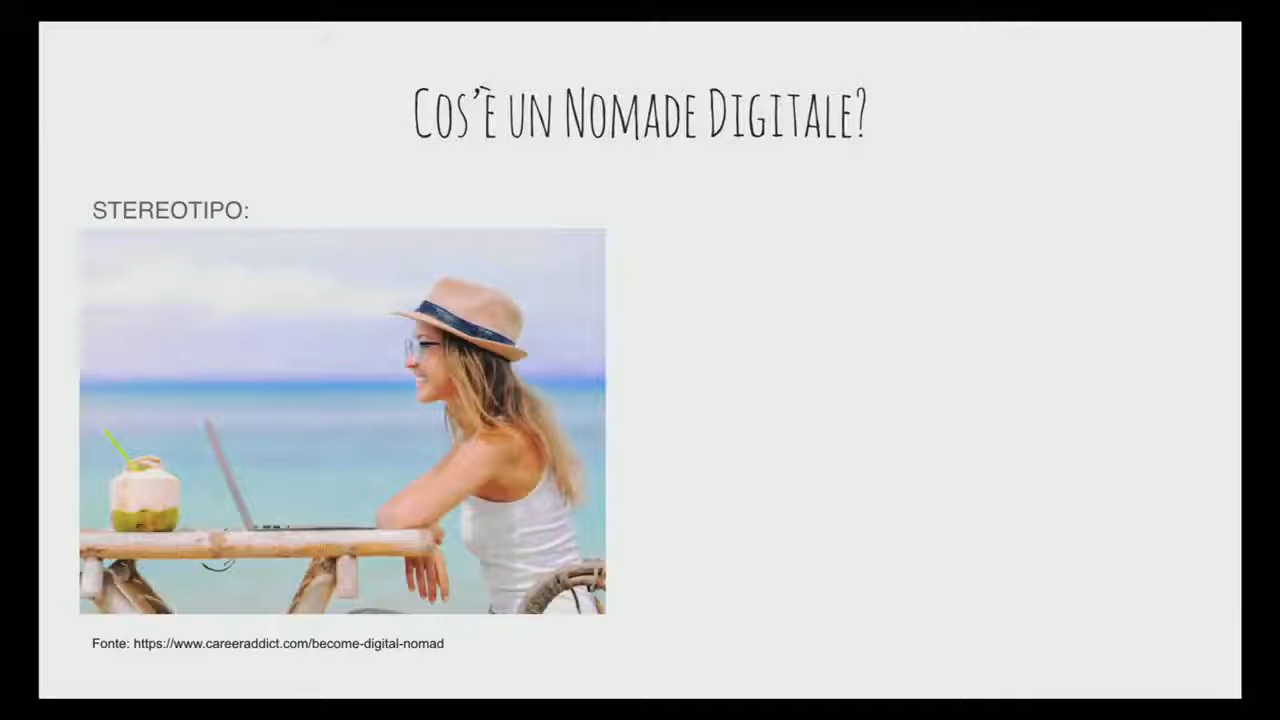 Cos'è un Nomade Digitale?
STEREOTIPO:
Fonte: https://www.careeraddict.com/become-digital-nomad